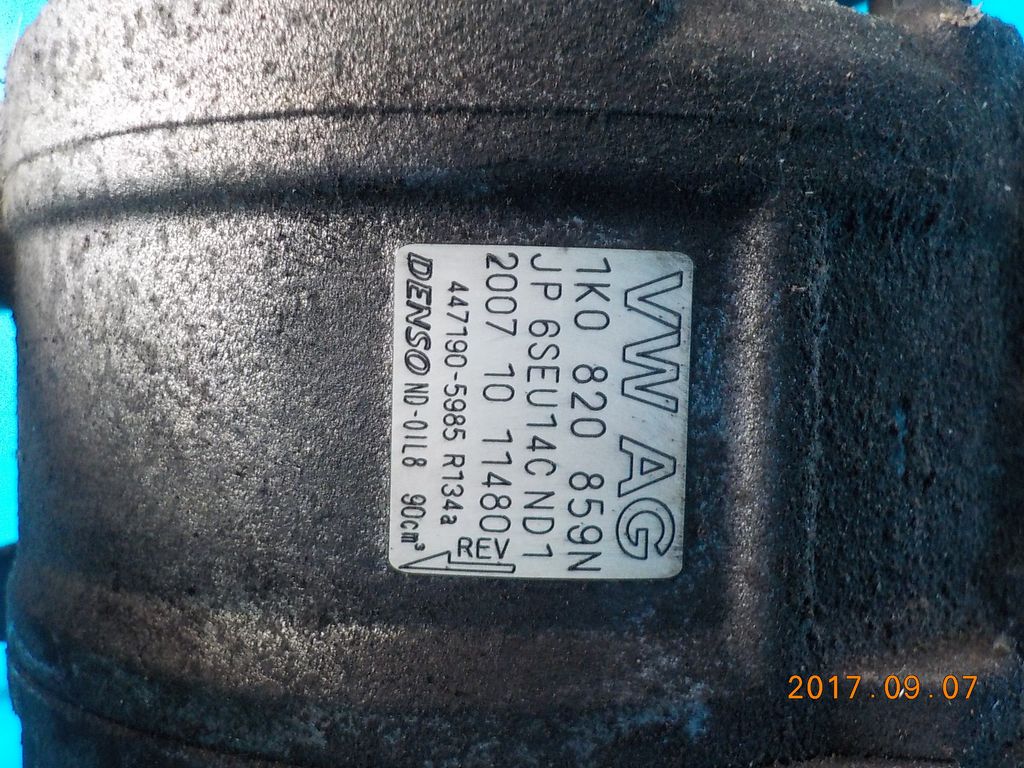 VW AG
1K0 820 859N
JP 6SEU14C ND1
2007 10 11480
REV
447190-5985 R134a
DENSO ND-OIL8 90cm³
2017.09.07